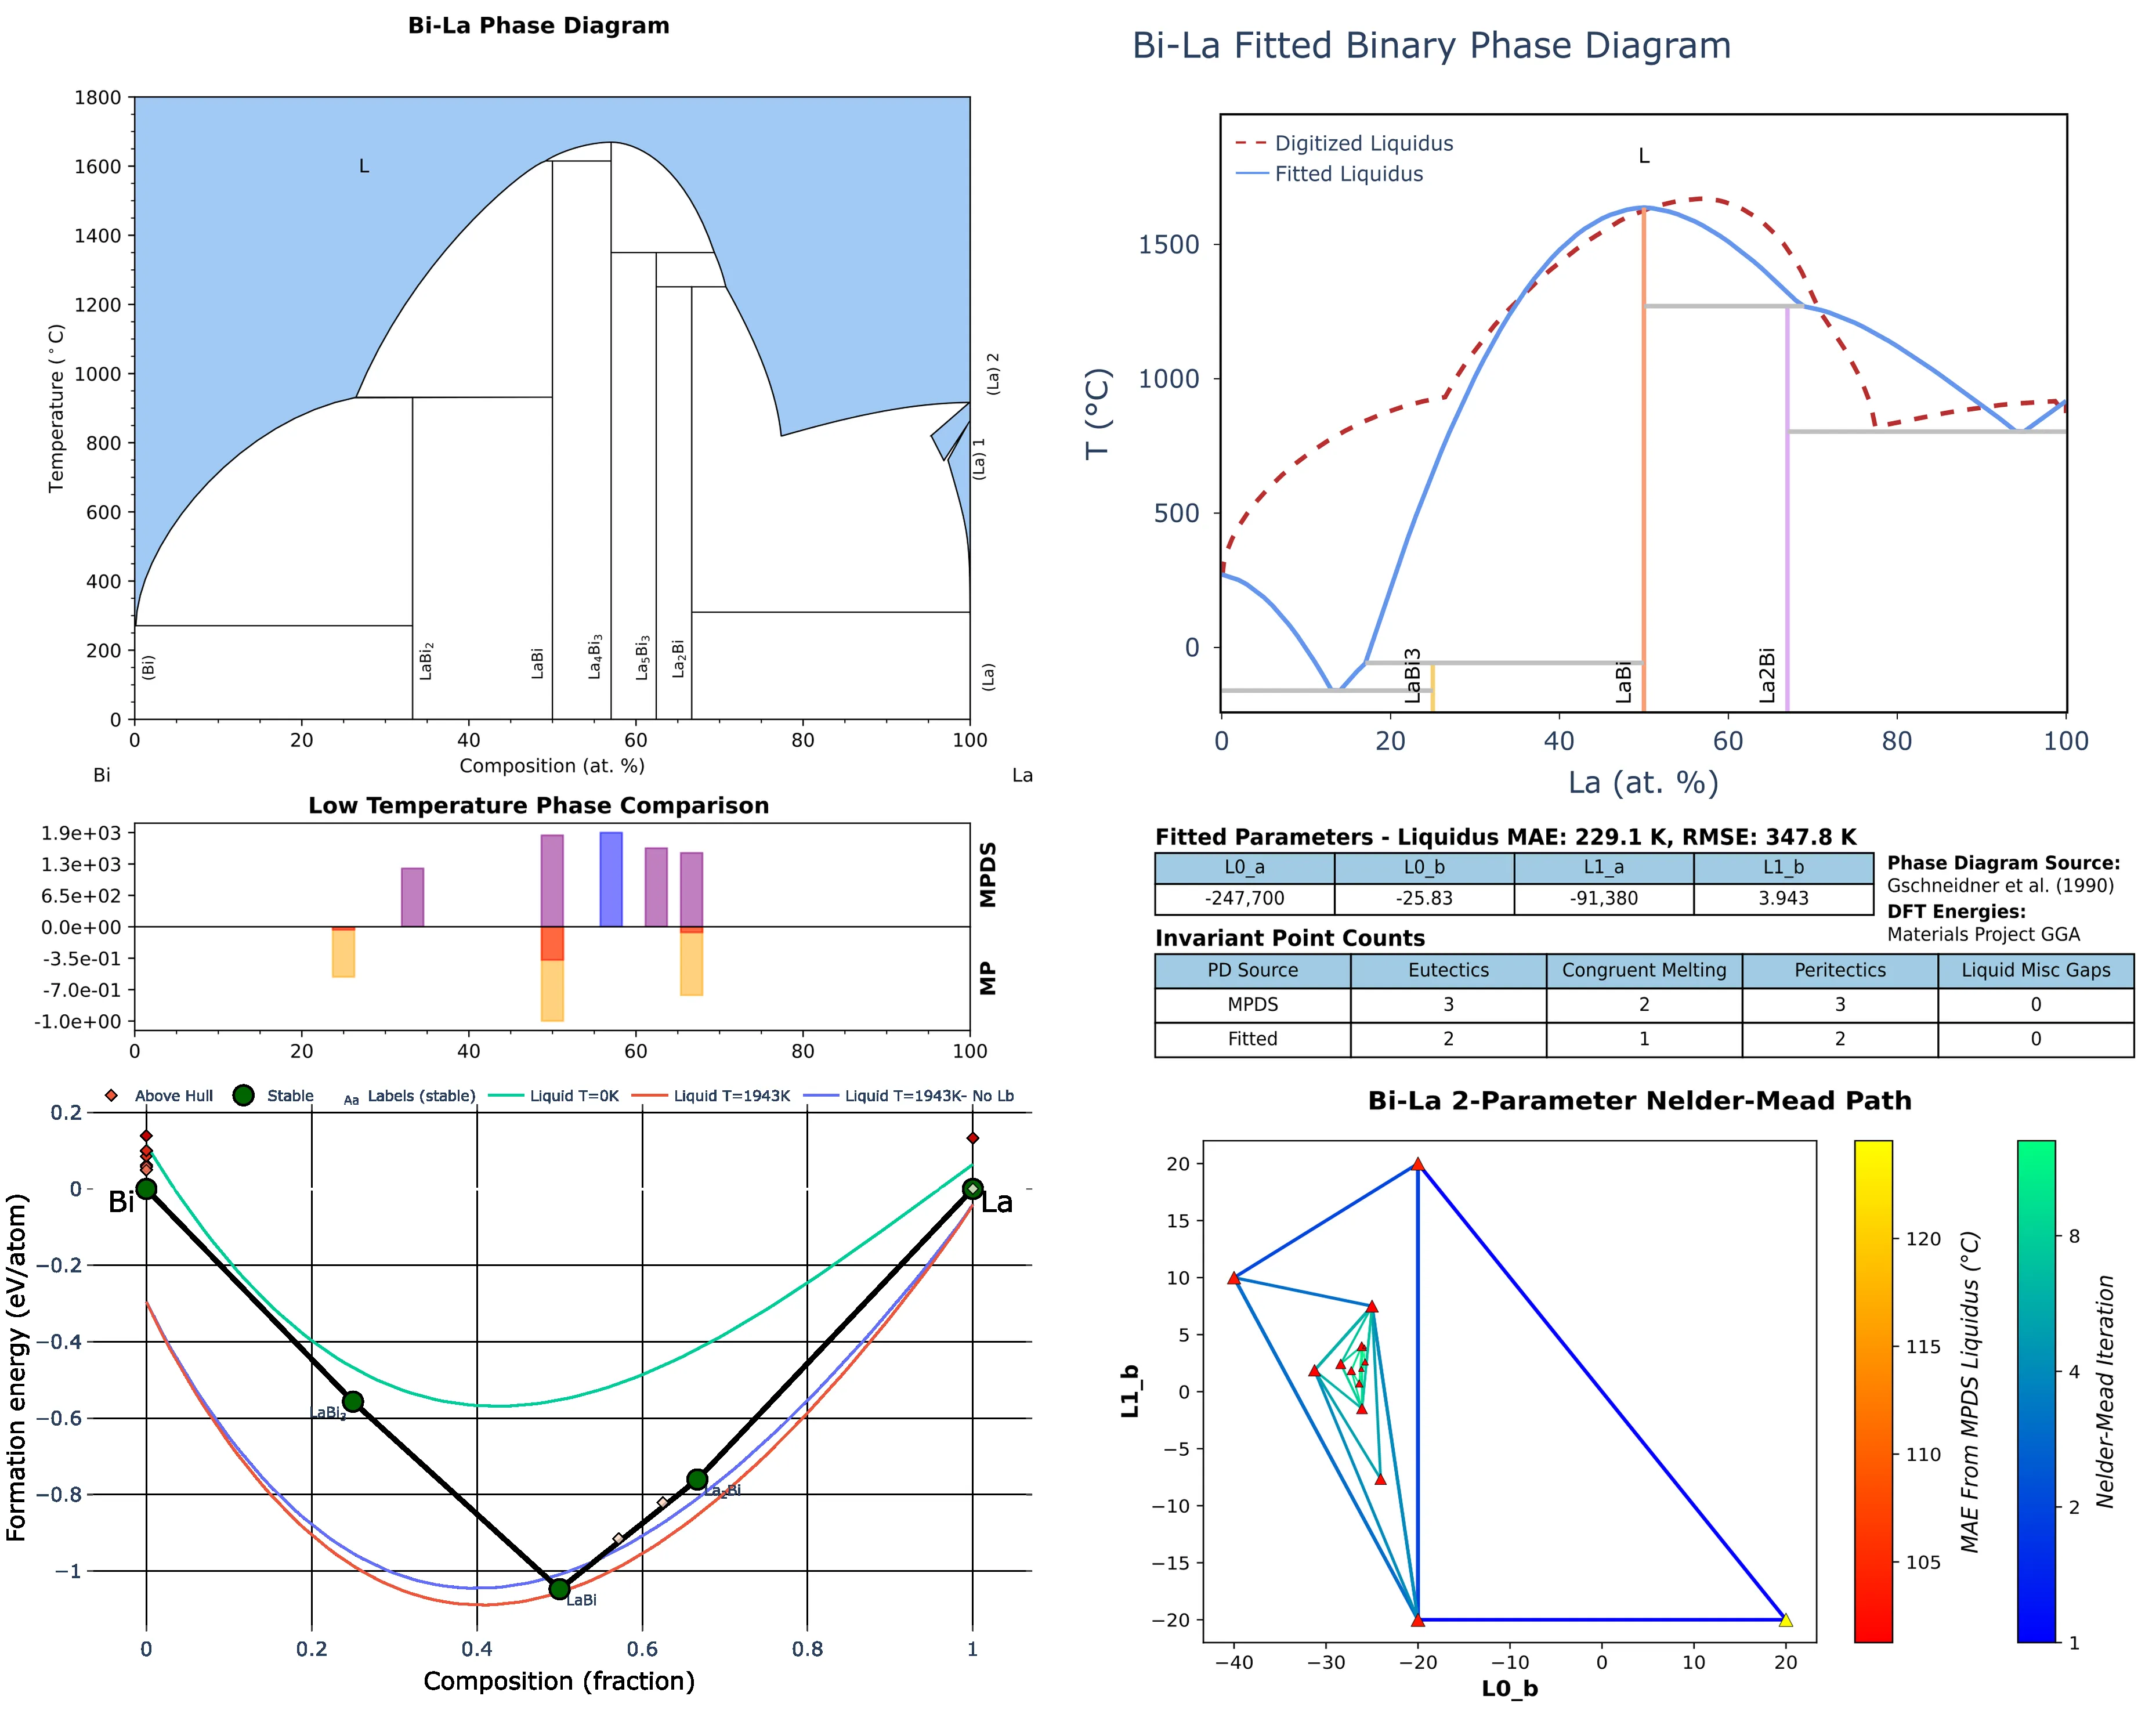 Bi-La Phase Diagram
1800
1600
1400
1200
1000
800
600
400
200
0
Temperature (°C)
L
(La) 2
(La) 1
(Bi)
LaBi2
LaBi
La4Bi3
La5Bi3
La2Bi
(La)
0 20 40 60 80 100
Composition (at. %)
Bi La
Low Temperature Phase Comparison
1.9e+03
1.3e+03
6.5e+02
0.0e+00
-3.5e-01
-7.0e-01
-1.0e+00
MPDS
MP
0 20 40 60 80 100
Above Hull Stable Aa Labels (stable) Liquid T=0K Liquid T=1943K Liquid T=1943K- No Lb
0.2
0
−0.2
−0.4
−0.6
−0.8
−1
Formation energy (eV/atom)
Bi
La
LaBi3
La2Bi
LaBi
0 0.2 0.4 0.6 0.8 1
Composition (fraction)
Bi-La Fitted Binary Phase Diagram
Digitized Liquidus
Fitted Liquidus
L
1500
1000
500
0
T (°C)
LaBi3
LaBi
La2Bi
0 20 40 60 80 100
La (at. %)
Fitted Parameters - Liquidus MAE: 229.1 K, RMSE: 347.8 K
L0_a L0_b L1_a L1_b
-247,700 -25.83 -91,380 3.943
Phase Diagram Source:
Gschneidner et al. (1990)
DFT Energies:
Materials Project GGA
Invariant Point Counts
PD Source Eutectics Congruent Melting Peritectics Liquid Misc Gaps
MPDS 3 2 3 0
Fitted 2 1 2 0
Bi-La 2-Parameter Nelder-Mead Path
20
15
10
5
0
−5
−10
−15
−20
L1_b
−40 −30 −20 −10 0 10 20
L0_b
120
115
110
105
MAE From MPDS Liquidus (°C)
8
4
2
1
Nelder-Mead Iteration